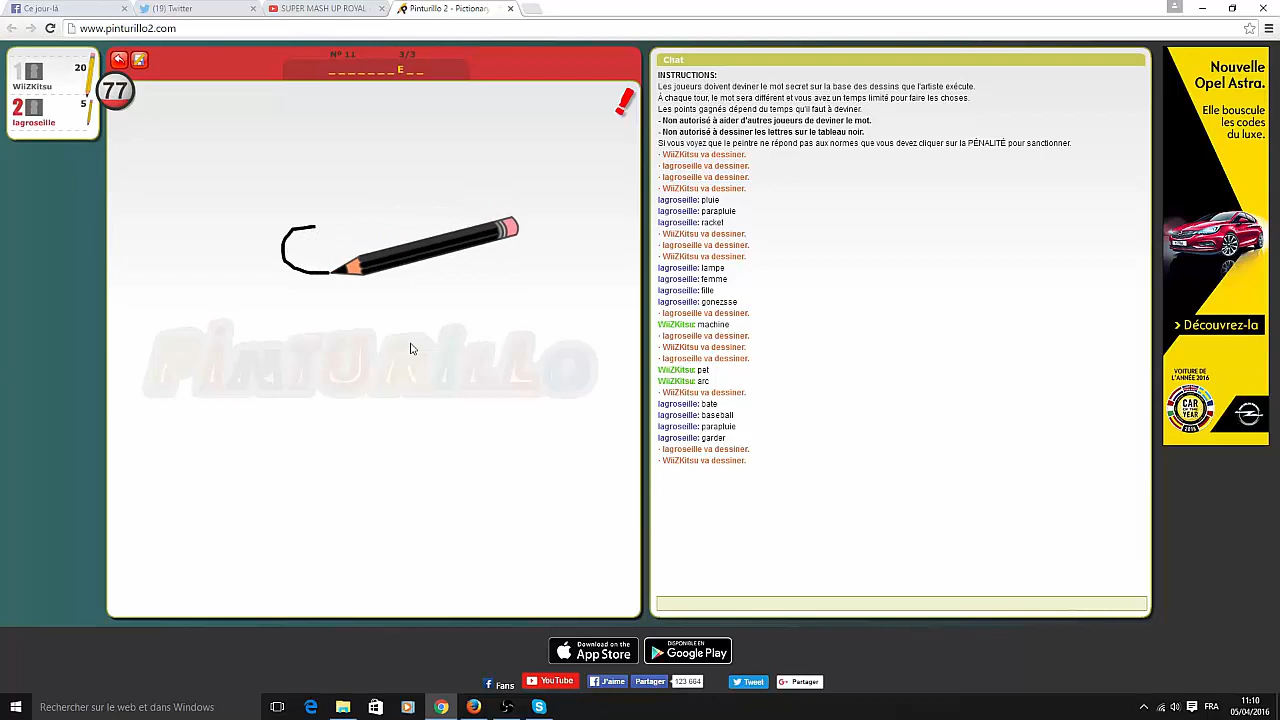 Ce jour-là
(19) Twitter
SUPER MASH UP ROYAL
Pinturillo 2 - Pictionary
www.pinturillo2.com
1 WiiZKitsu 20
2 lagroseille 5
77
Nº 11 3/3
_ _ _ _ _ _ _ E _ _
PinTURillo
Chat
INSTRUCTIONS:
Les joueurs doivent deviner le mot secret sur la base des dessins que l'artiste exécute.
À chaque tour, le mot sera différent et vous avez un temps limité pour faire les choses.
Les points gagnés dépend du temps qu'il faut à deviner.
- Non autorisé à aider d'autres joueurs de deviner le mot.
- Non autorisé à dessiner les lettres sur le tableau noir.
Si vous voyez que le peintre ne répond pas aux normes que vous devez cliquer sur la PÉNALITÉ pour sanctionner.
· WiiZKitsu va dessiner.
· lagroseille va dessiner.
· lagroseille va dessiner.
· WiiZKitsu va dessiner.
lagroseille: pluie
lagroseille: parapluie
lagroseille: racket
· WiiZKitsu va dessiner.
· lagroseille va dessiner.
· WiiZKitsu va dessiner.
lagroseille: lampe
lagroseille: femme
lagroseille: fille
lagroseille: gonezsse
· lagroseille va dessiner.
WiiZKitsu: machine
· lagroseille va dessiner.
· WiiZKitsu va dessiner.
· lagroseille va dessiner.
WiiZKitsu: pet
WiiZKitsu: arc
· WiiZKitsu va dessiner.
lagroseille: bate
lagroseille: baseball
lagroseille: parapluie
lagroseille: garder
· lagroseille va dessiner.
· WiiZKitsu va dessiner.
Nouvelle
Opel Astra.
Elle bouscule
les codes
du luxe.
> Découvrez-la
VOITURE DE
L'ANNÉE 2016
CAR
OF THE
YEAR
2016
Download on the
App Store
DISPONIBLE EN
Google Play
Fans
YouTube
J'aime
Partager
123 664
Tweet
G+ Partager
Rechercher sur le web et dans Windows
FRA
11:10
05/04/2016